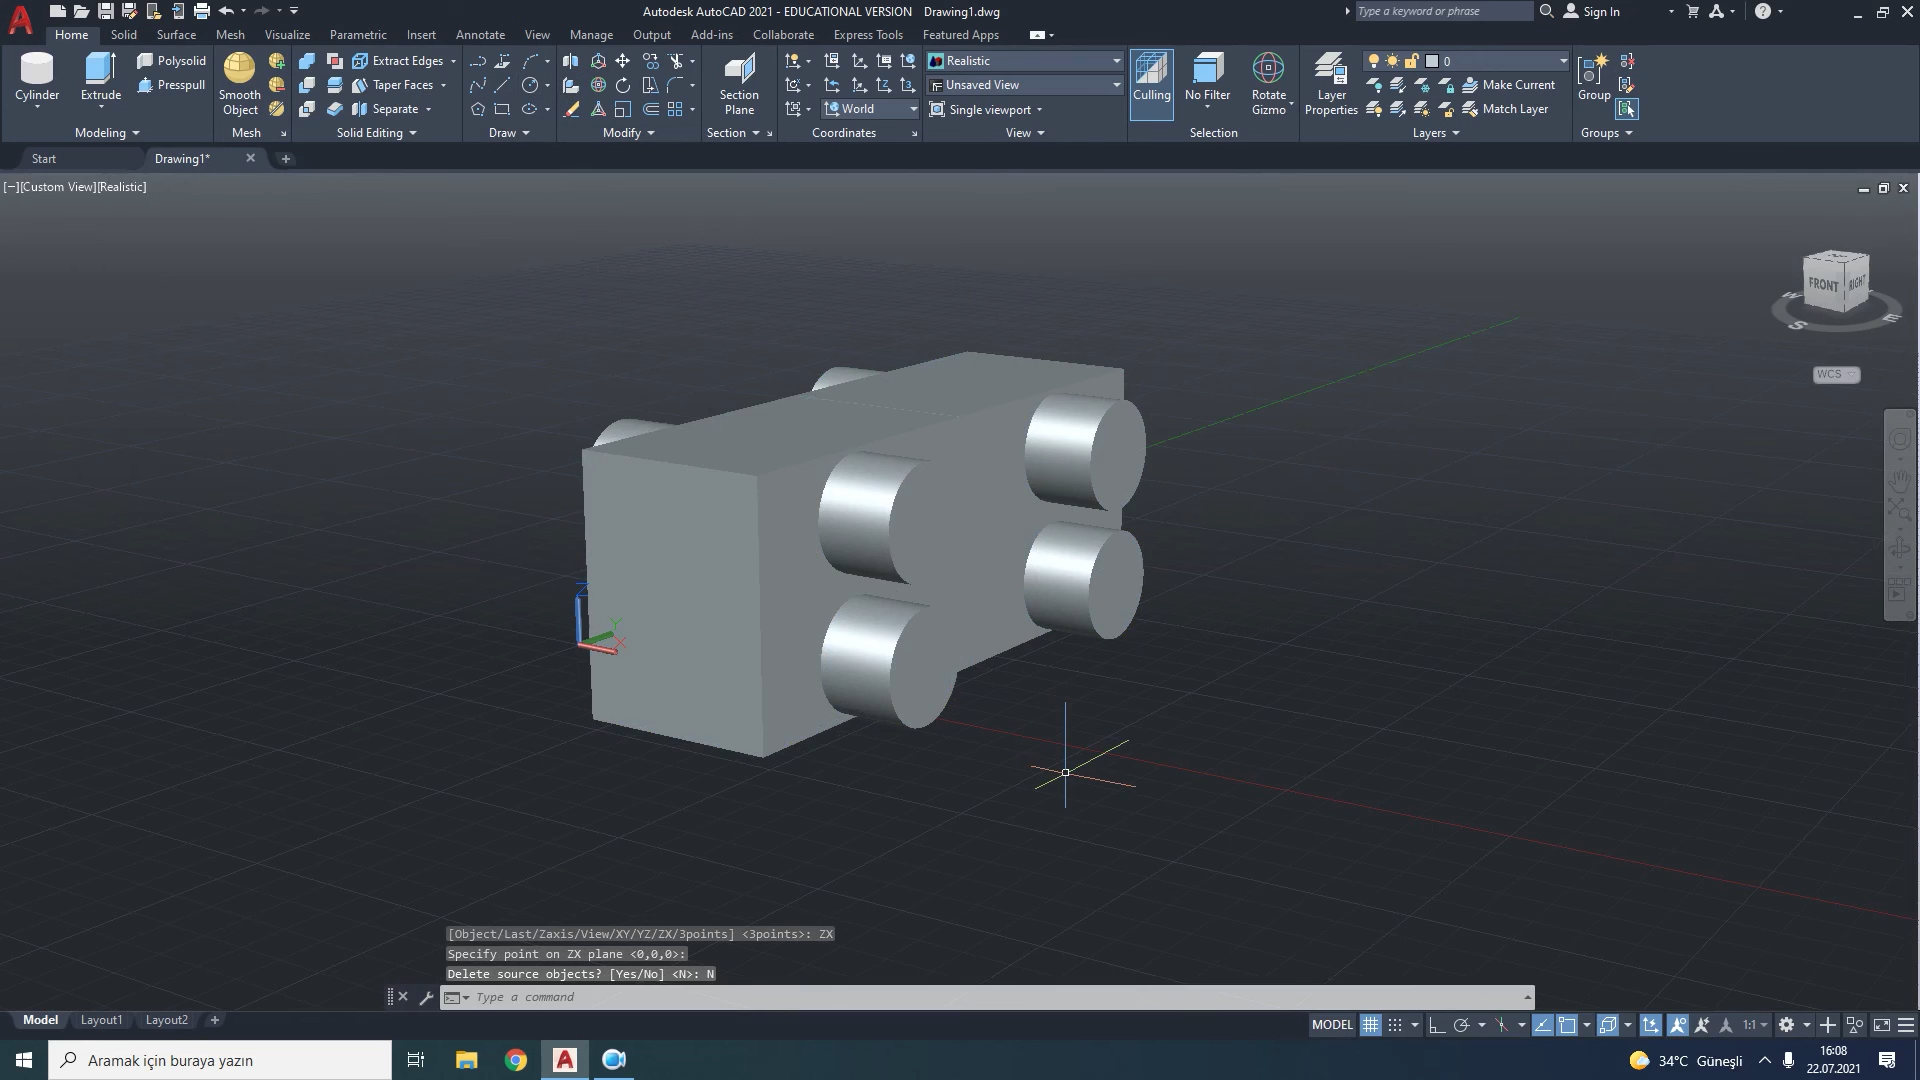 Autodesk AutoCAD 2021 - EDUCATIONAL VERSION Drawing1.dwg
Type a keyword or phrase
Sign In
Home Solid Surface Mesh Visualize Parametric Insert Annotate View Manage Output Add-ins Collaborate Express Tools Featured Apps
Polysolid Extract Edges Realistic 0
Presspull Taper Faces Unsaved View Make Current
Cylinder Extrude Smooth Object Section Plane Culling No Filter Rotate Gizmo Layer Properties Group
Separate World Single viewport Match Layer
Modeling Mesh Solid Editing Draw Modify Section Coordinates View Selection Layers Groups
Start Drawing1*
[−][Custom View][Realistic]
FRONT RIGHT
W S E
WCS
Z
Y
X
[Object/Last/Zaxis/View/XY/YZ/ZX/3points] <3points>: ZX
Specify point on ZX plane <0,0,0>:
Delete source objects? [Yes/No] <N>: N
Type a command
Model Layout1 Layout2 +
MODEL 1:1
Aramak için buraya yazın
34°C Güneşli
16:08
22.07.2021